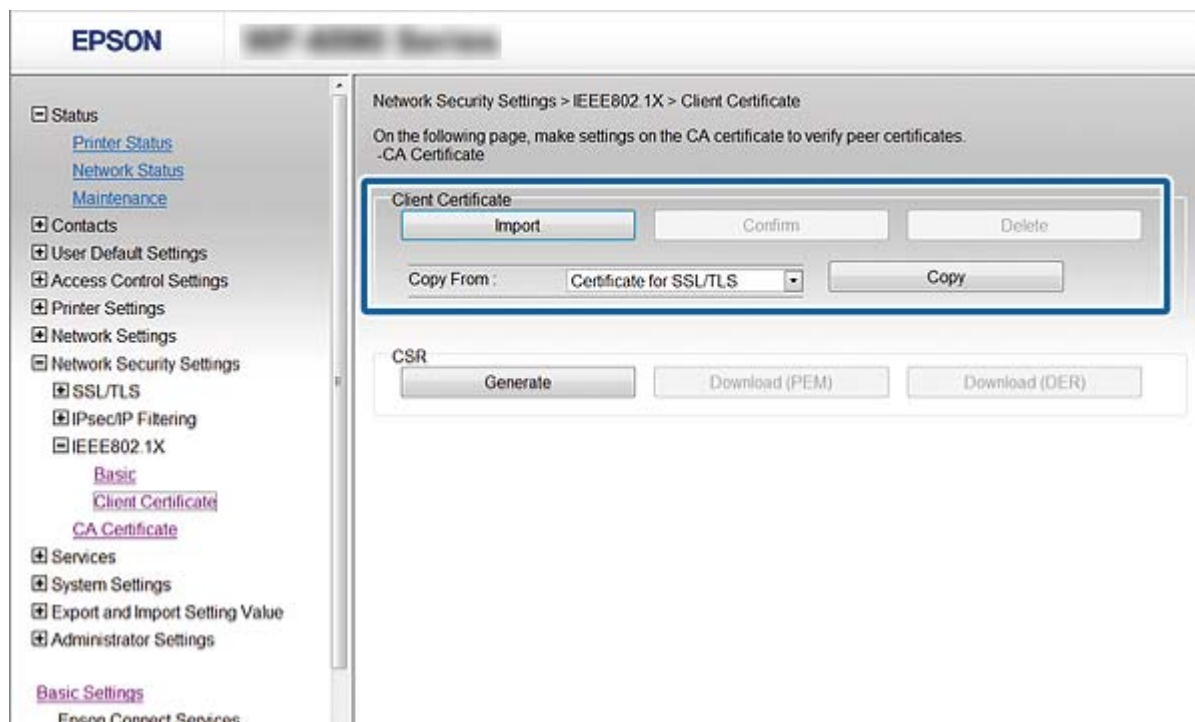 EPSON
Status
Printer Status
Network Status
Maintenance
Contacts
User Default Settings
Access Control Settings
Printer Settings
Network Settings
Network Security Settings
SSL/TLS
IPsec/IP Filtering
IEEE802.1X
Basic
Client Certificate
CA Certificate
Services
System Settings
Export and Import Setting Value
Administrator Settings
Basic Settings
Epson Connect Services
Network Security Settings > IEEE802.1X > Client Certificate
On the following page, make settings on the CA certificate to verify peer certificates.
-CA Certificate
Client Certificate
Import Confirm Delete
Copy From : Certificate for SSL/TLS Copy
CSR
Generate Download (PEM) Download (DER)